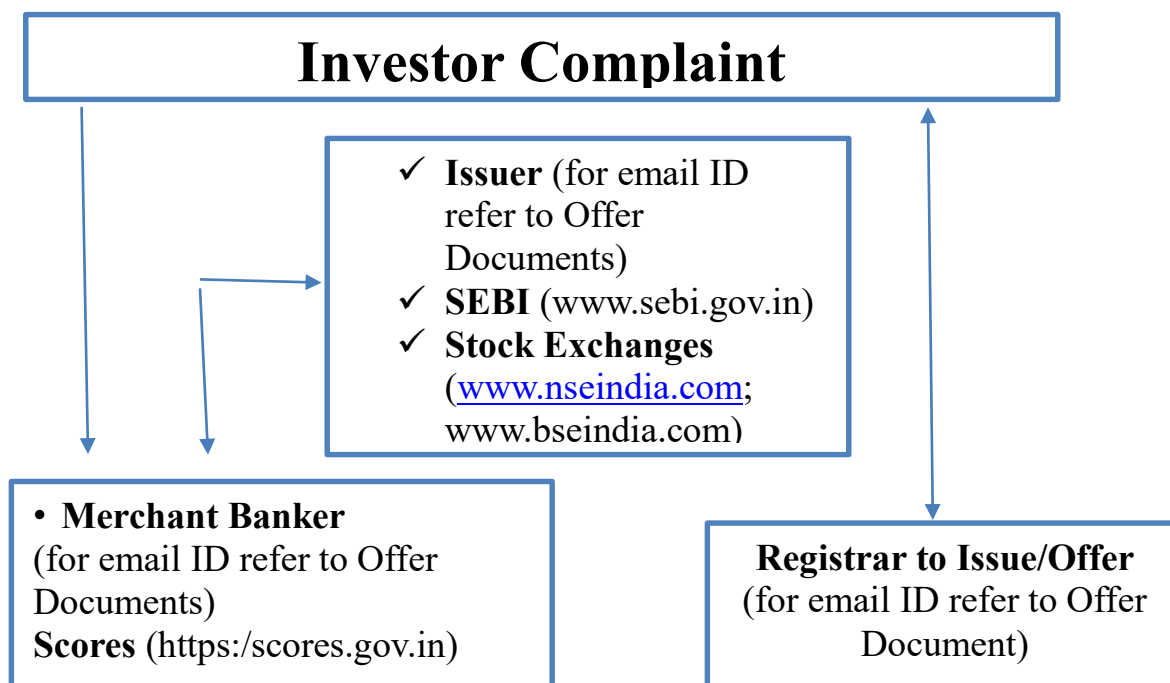 Investor Complaint
✓ Issuer (for email ID
refer to Offer
Documents)
✓ SEBI (www.sebi.gov.in)
✓ Stock Exchanges
(www.nseindia.com;
www.bseindia.com)
• Merchant Banker
(for email ID refer to Offer
Documents)
Scores (https:/scores.gov.in)
Registrar to Issue/Offer
(for email ID refer to Offer
Document)